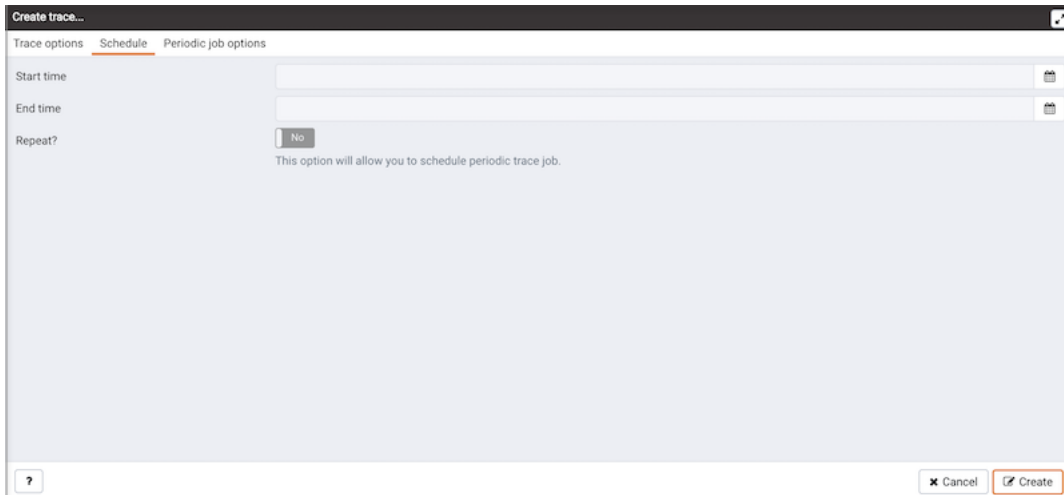 Create trace...
Trace options Schedule Periodic job options
Start time
End time
Repeat? No
This option will allow you to schedule periodic trace job.
? Cancel Create